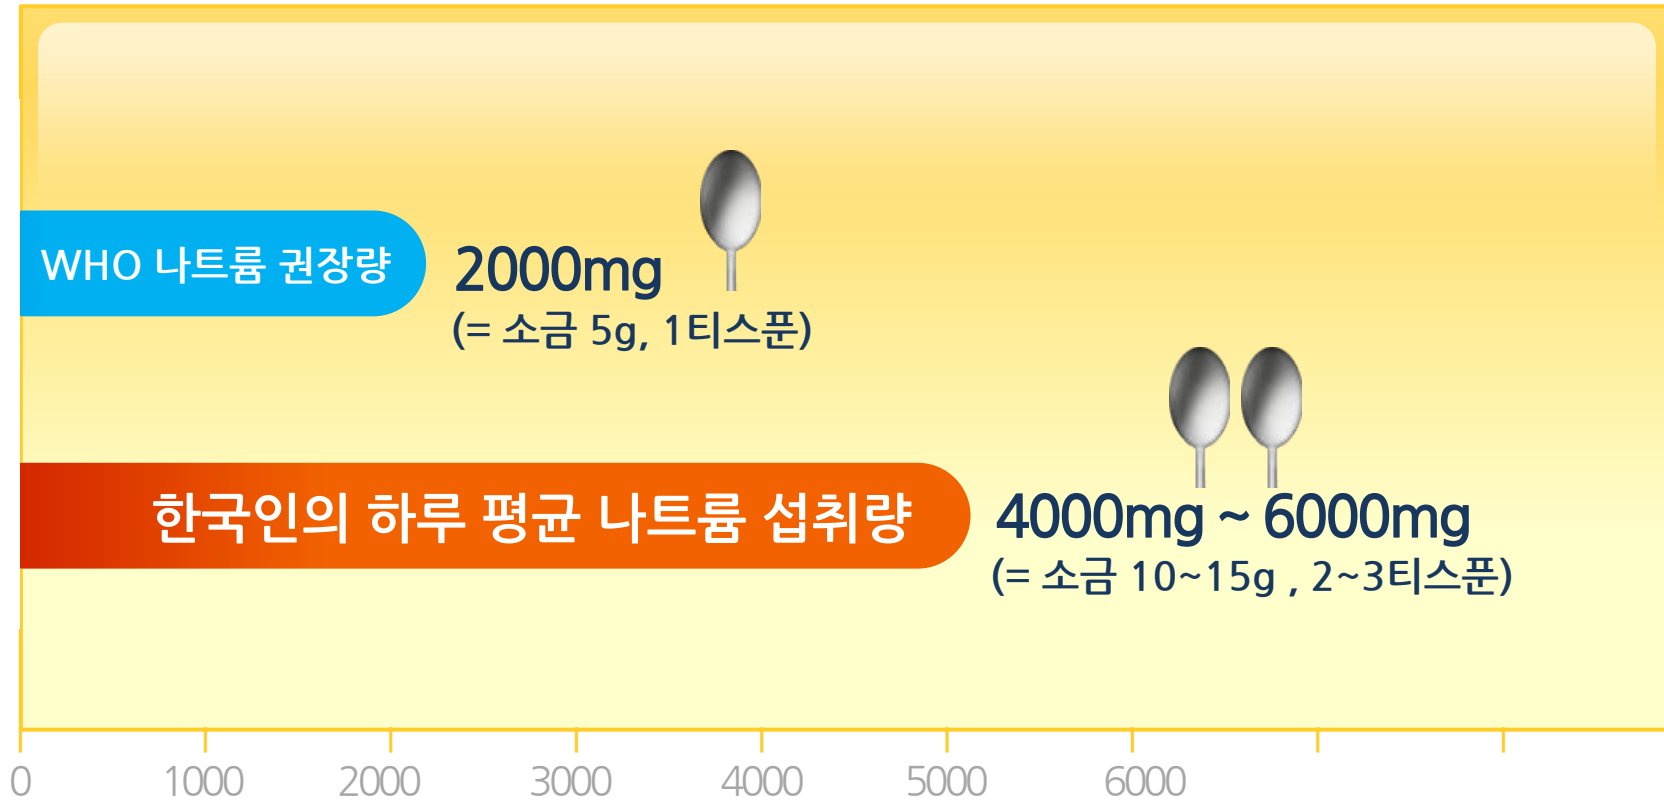 WHO 나트륨 권장량
2000mg
(= 소금 5g, 1티스푼)
한국인의 하루 평균 나트륨 섭취량
4000mg ~ 6000mg
(= 소금 10~15g , 2~3티스푼)
0 1000 2000 3000 4000 5000 6000